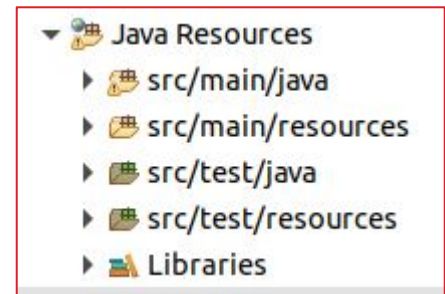 Java Resources
src/main/java
src/main/resources
src/test/java
src/test/resources
Libraries